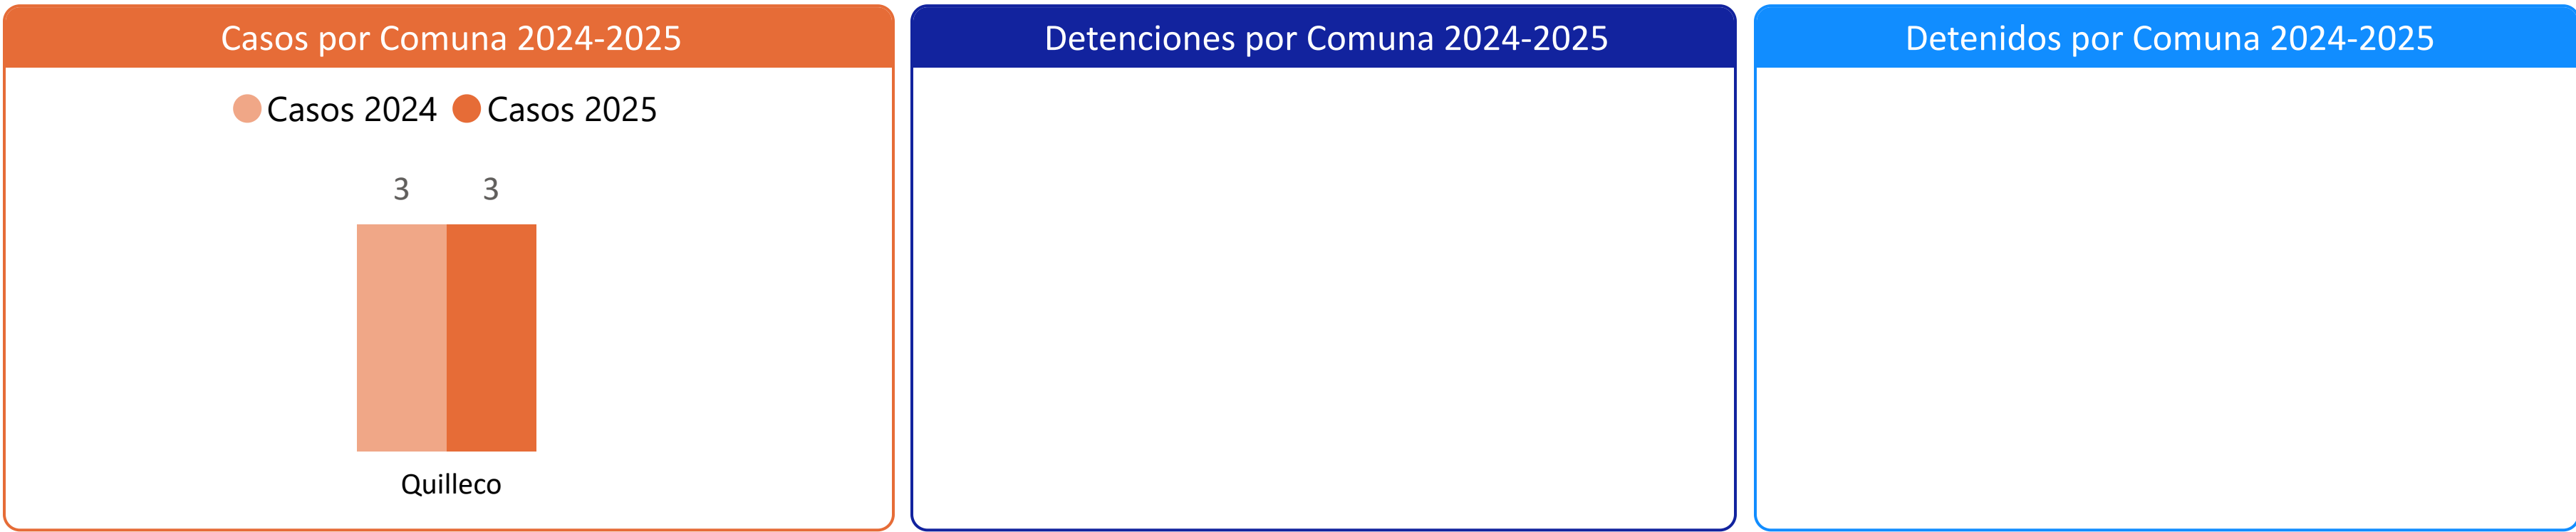 Casos por Comuna 2024-2025
Casos 2024 Casos 2025
3 3
Quilleco
Detenciones por Comuna 2024-2025
Detenidos por Comuna 2024-2025